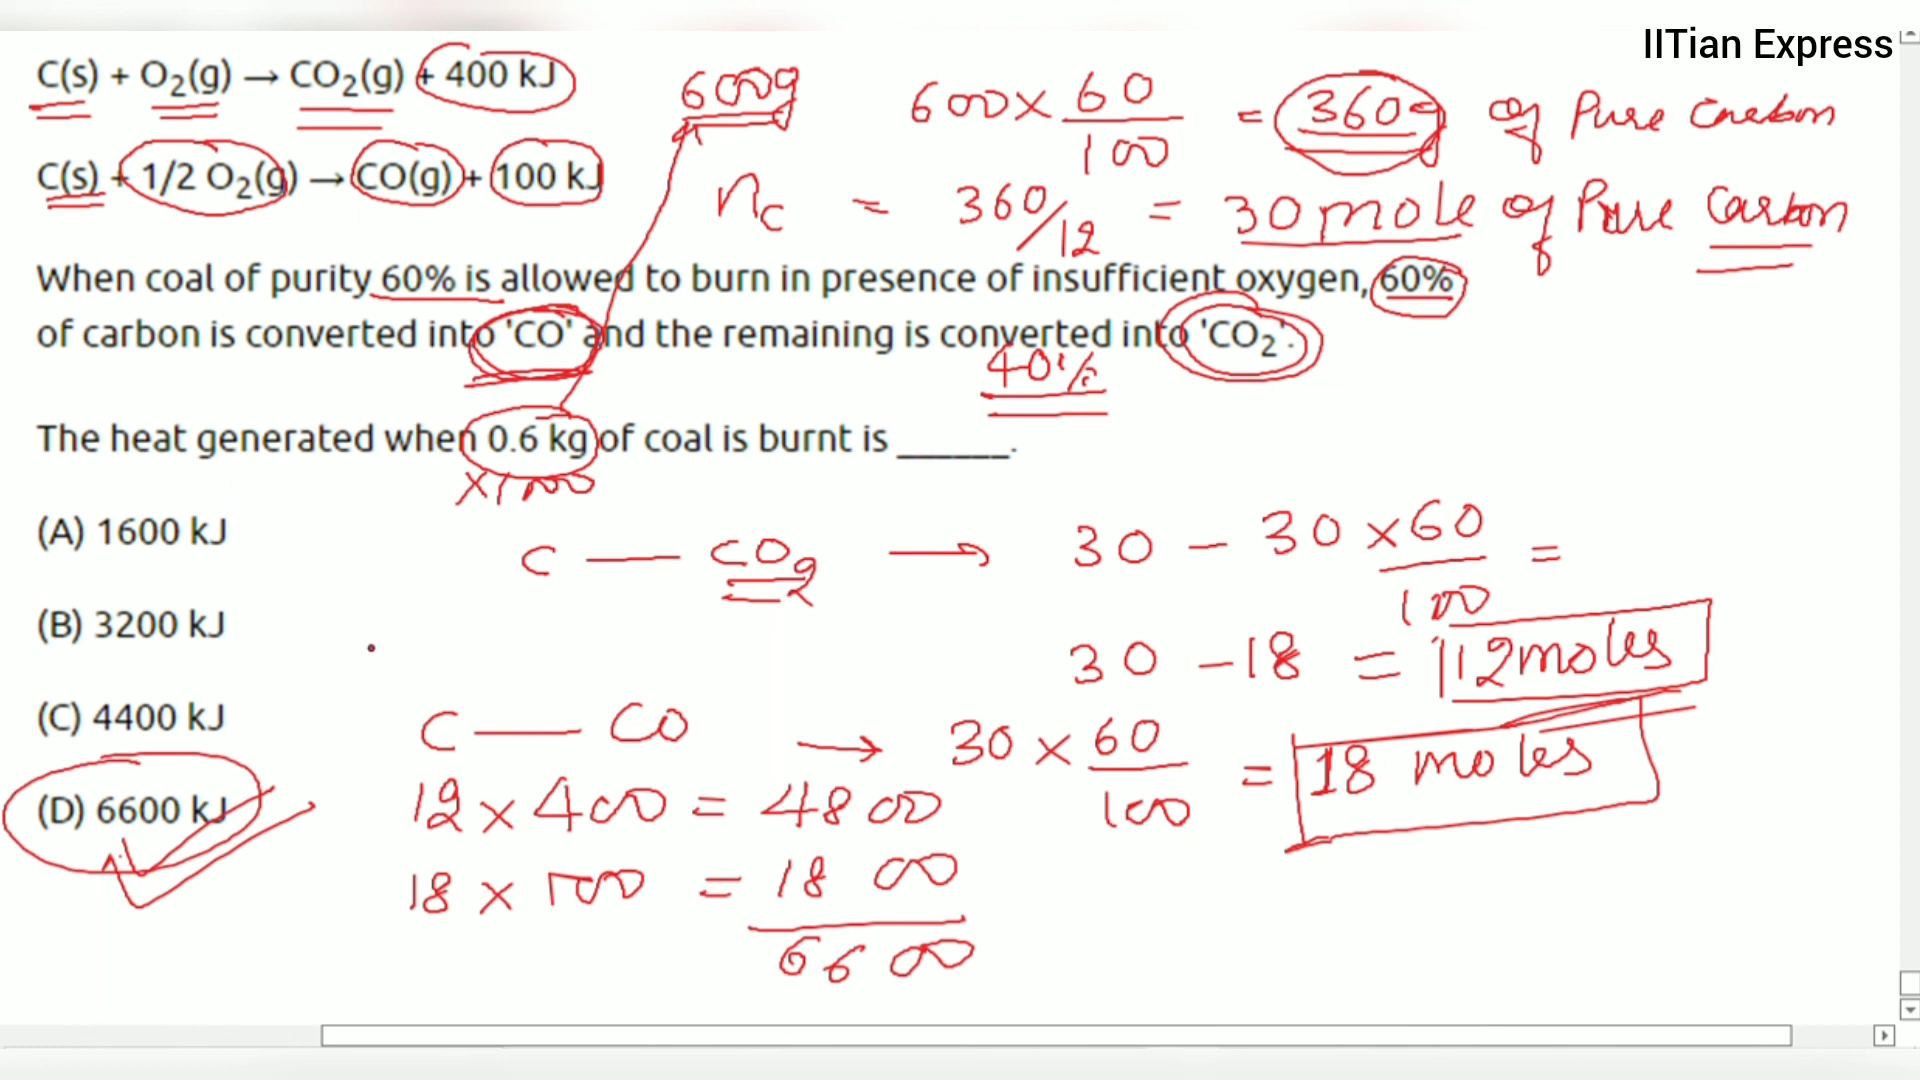 IITian Express
C(s) + O₂(g) → CO₂(g) + 400 kJ
600g
600 × 60/100 = 360g of Pure Carbon
C(s) + 1/2 O₂(g) → CO(g) + 100 kJ
nc = 360/12 = 30 mole of Pure Carbon
When coal of purity 60% is allowed to burn in presence of insufficient oxygen, 60%
of carbon is converted into 'CO' and the remaining is converted into 'CO₂'.
40%
The heat generated when 0.6 kg of coal is burnt is ______.
×1000
(A) 1600 kJ
C — CO₂ → 30 – 30 × 60/100 =
(B) 3200 kJ
30 – 18 = 12 moles
(C) 4400 kJ
C — CO → 30 × 60/100 = 18 moles
(D) 6600 kJ
12 × 400 = 4800
18 × 100 = 1800
6600